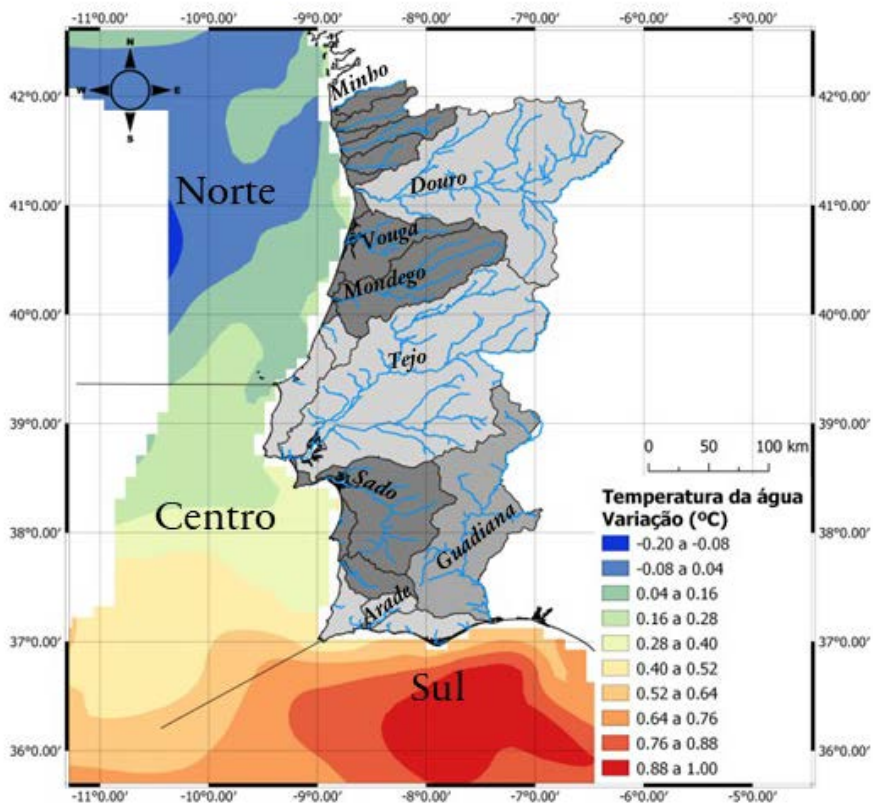 -11°0.00' -10°0.00' -9°0.00' -8°0.00' -7°0.00' -6°0.00' -5°0.00'
N
W E
S
42°0.00' 42°0.00'
41°0.00' 41°0.00'
40°0.00' 40°0.00'
39°0.00' 39°0.00'
38°0.00' 38°0.00'
37°0.00' 37°0.00'
36°0.00' 36°0.00'
Minho
Douro
Norte
Vouga
Mondego
Tejo
Sado
Centro
Guadiana
Arade
Sul
0 50 100 km
Temperatura da água
Variação (ºC)
-0.20 a -0.08
-0.08 a 0.04
0.04 a 0.16
0.16 a 0.28
0.28 a 0.40
0.40 a 0.52
0.52 a 0.64
0.64 a 0.76
0.76 a 0.88
0.88 a 1.00
-11°0.00' -10°0.00' -9°0.00' -8°0.00' -7°0.00' -6°0.00' -5°0.00'